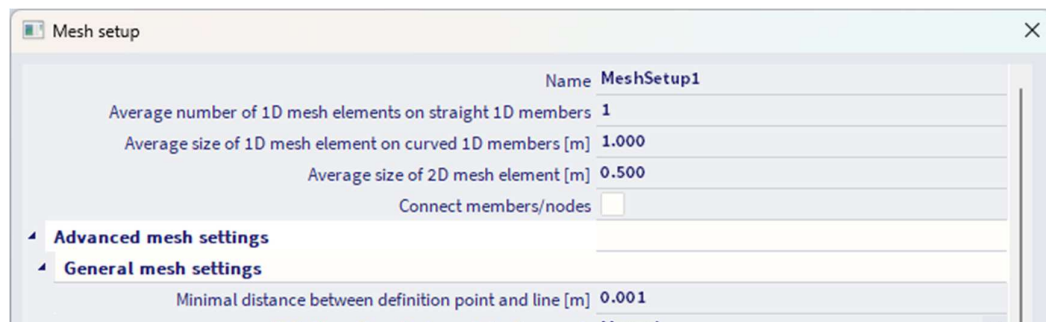 Mesh setup
Name MeshSetup1
Average number of 1D mesh elements on straight 1D members 1
Average size of 1D mesh element on curved 1D members [m] 1.000
Average size of 2D mesh element [m] 0.500
Connect members/nodes
Advanced mesh settings
General mesh settings
Minimal distance between definition point and line [m] 0.001